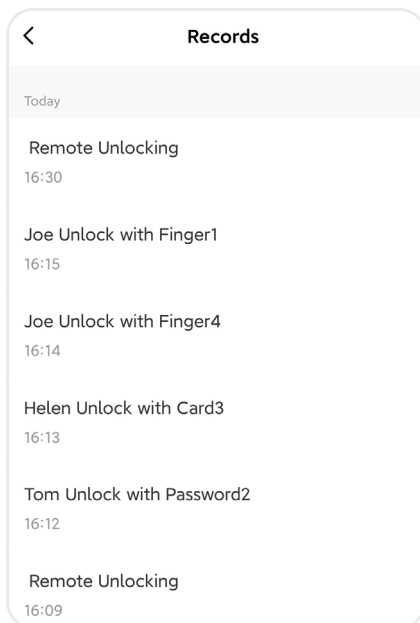 Records
Today
Remote Unlocking
16:30
Joe Unlock with Finger1
16:15
Joe Unlock with Finger4
16:14
Helen Unlock with Card3
16:13
Tom Unlock with Password2
16:12
Remote Unlocking
16:09